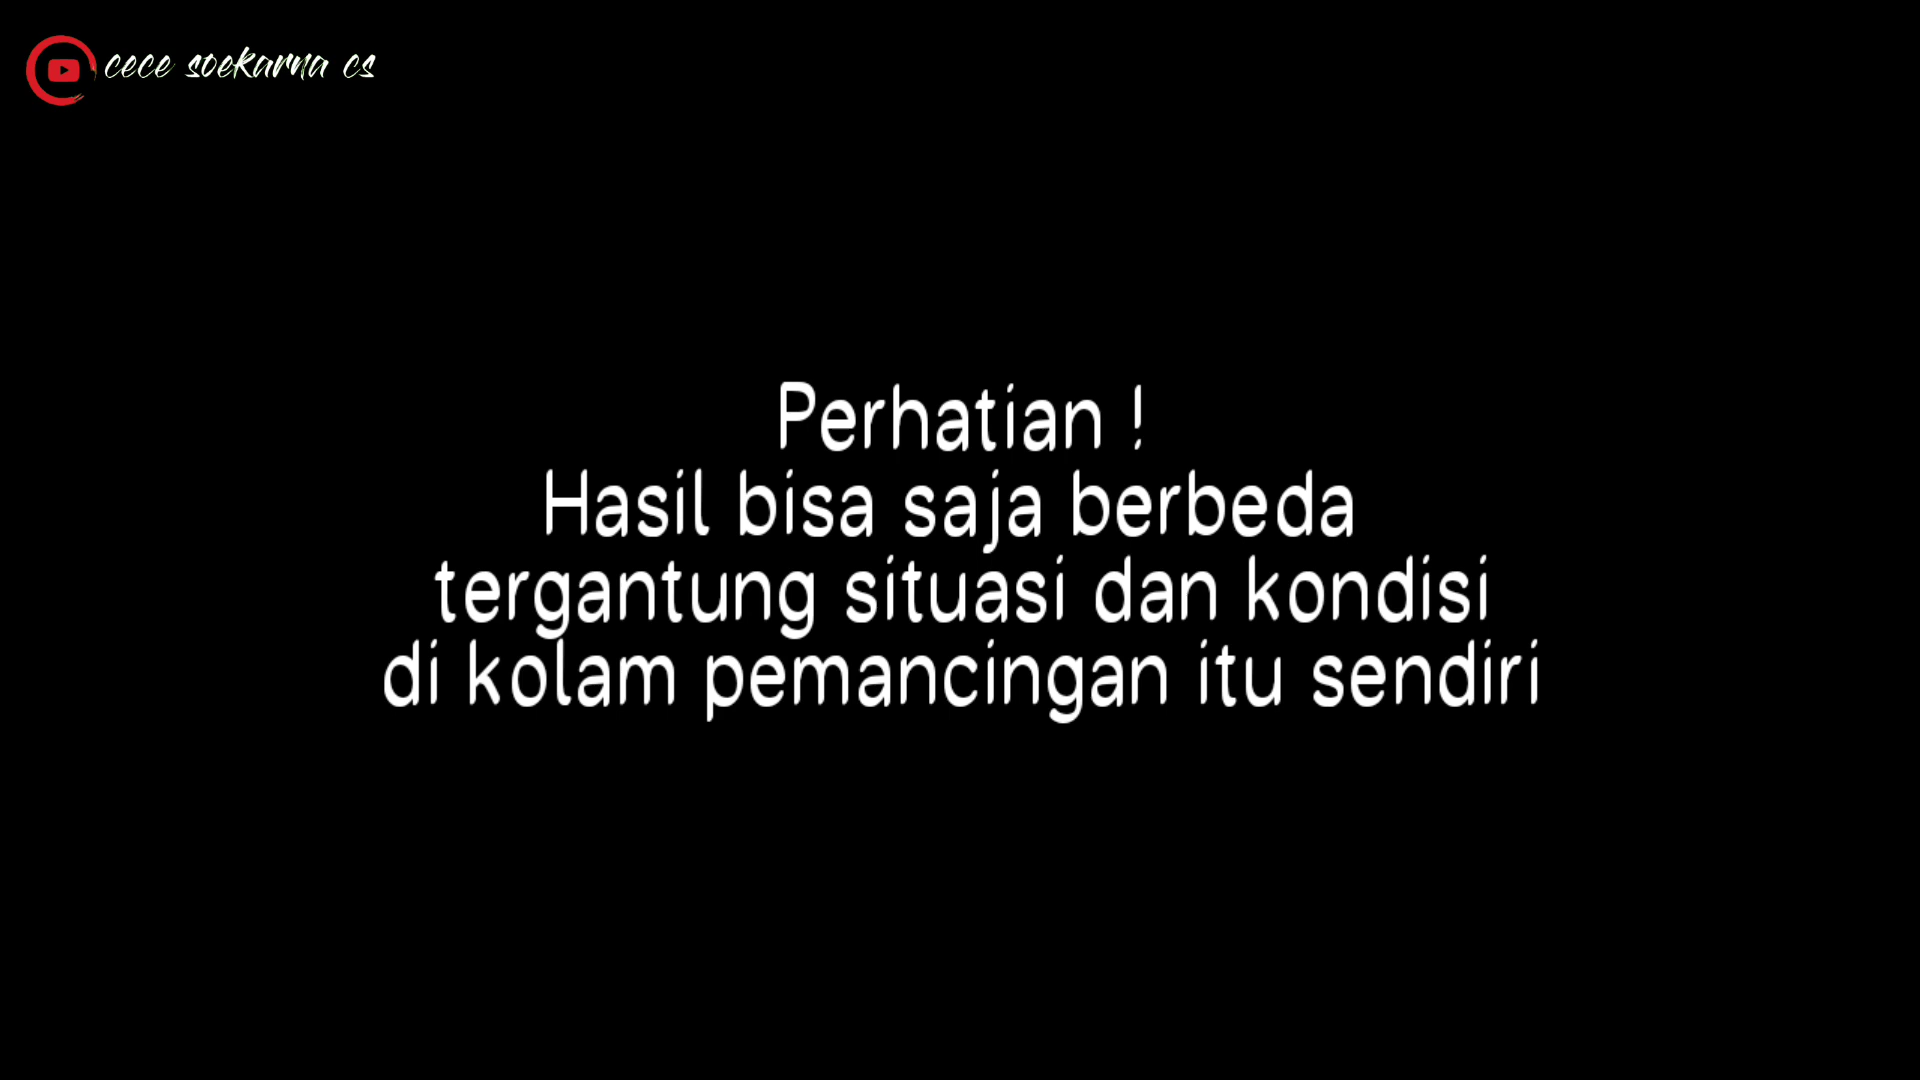 cece soekarna cs
Perhatian !
Hasil bisa saja berbeda
tergantung situasi dan kondisi
di kolam pemancingan itu sendiri